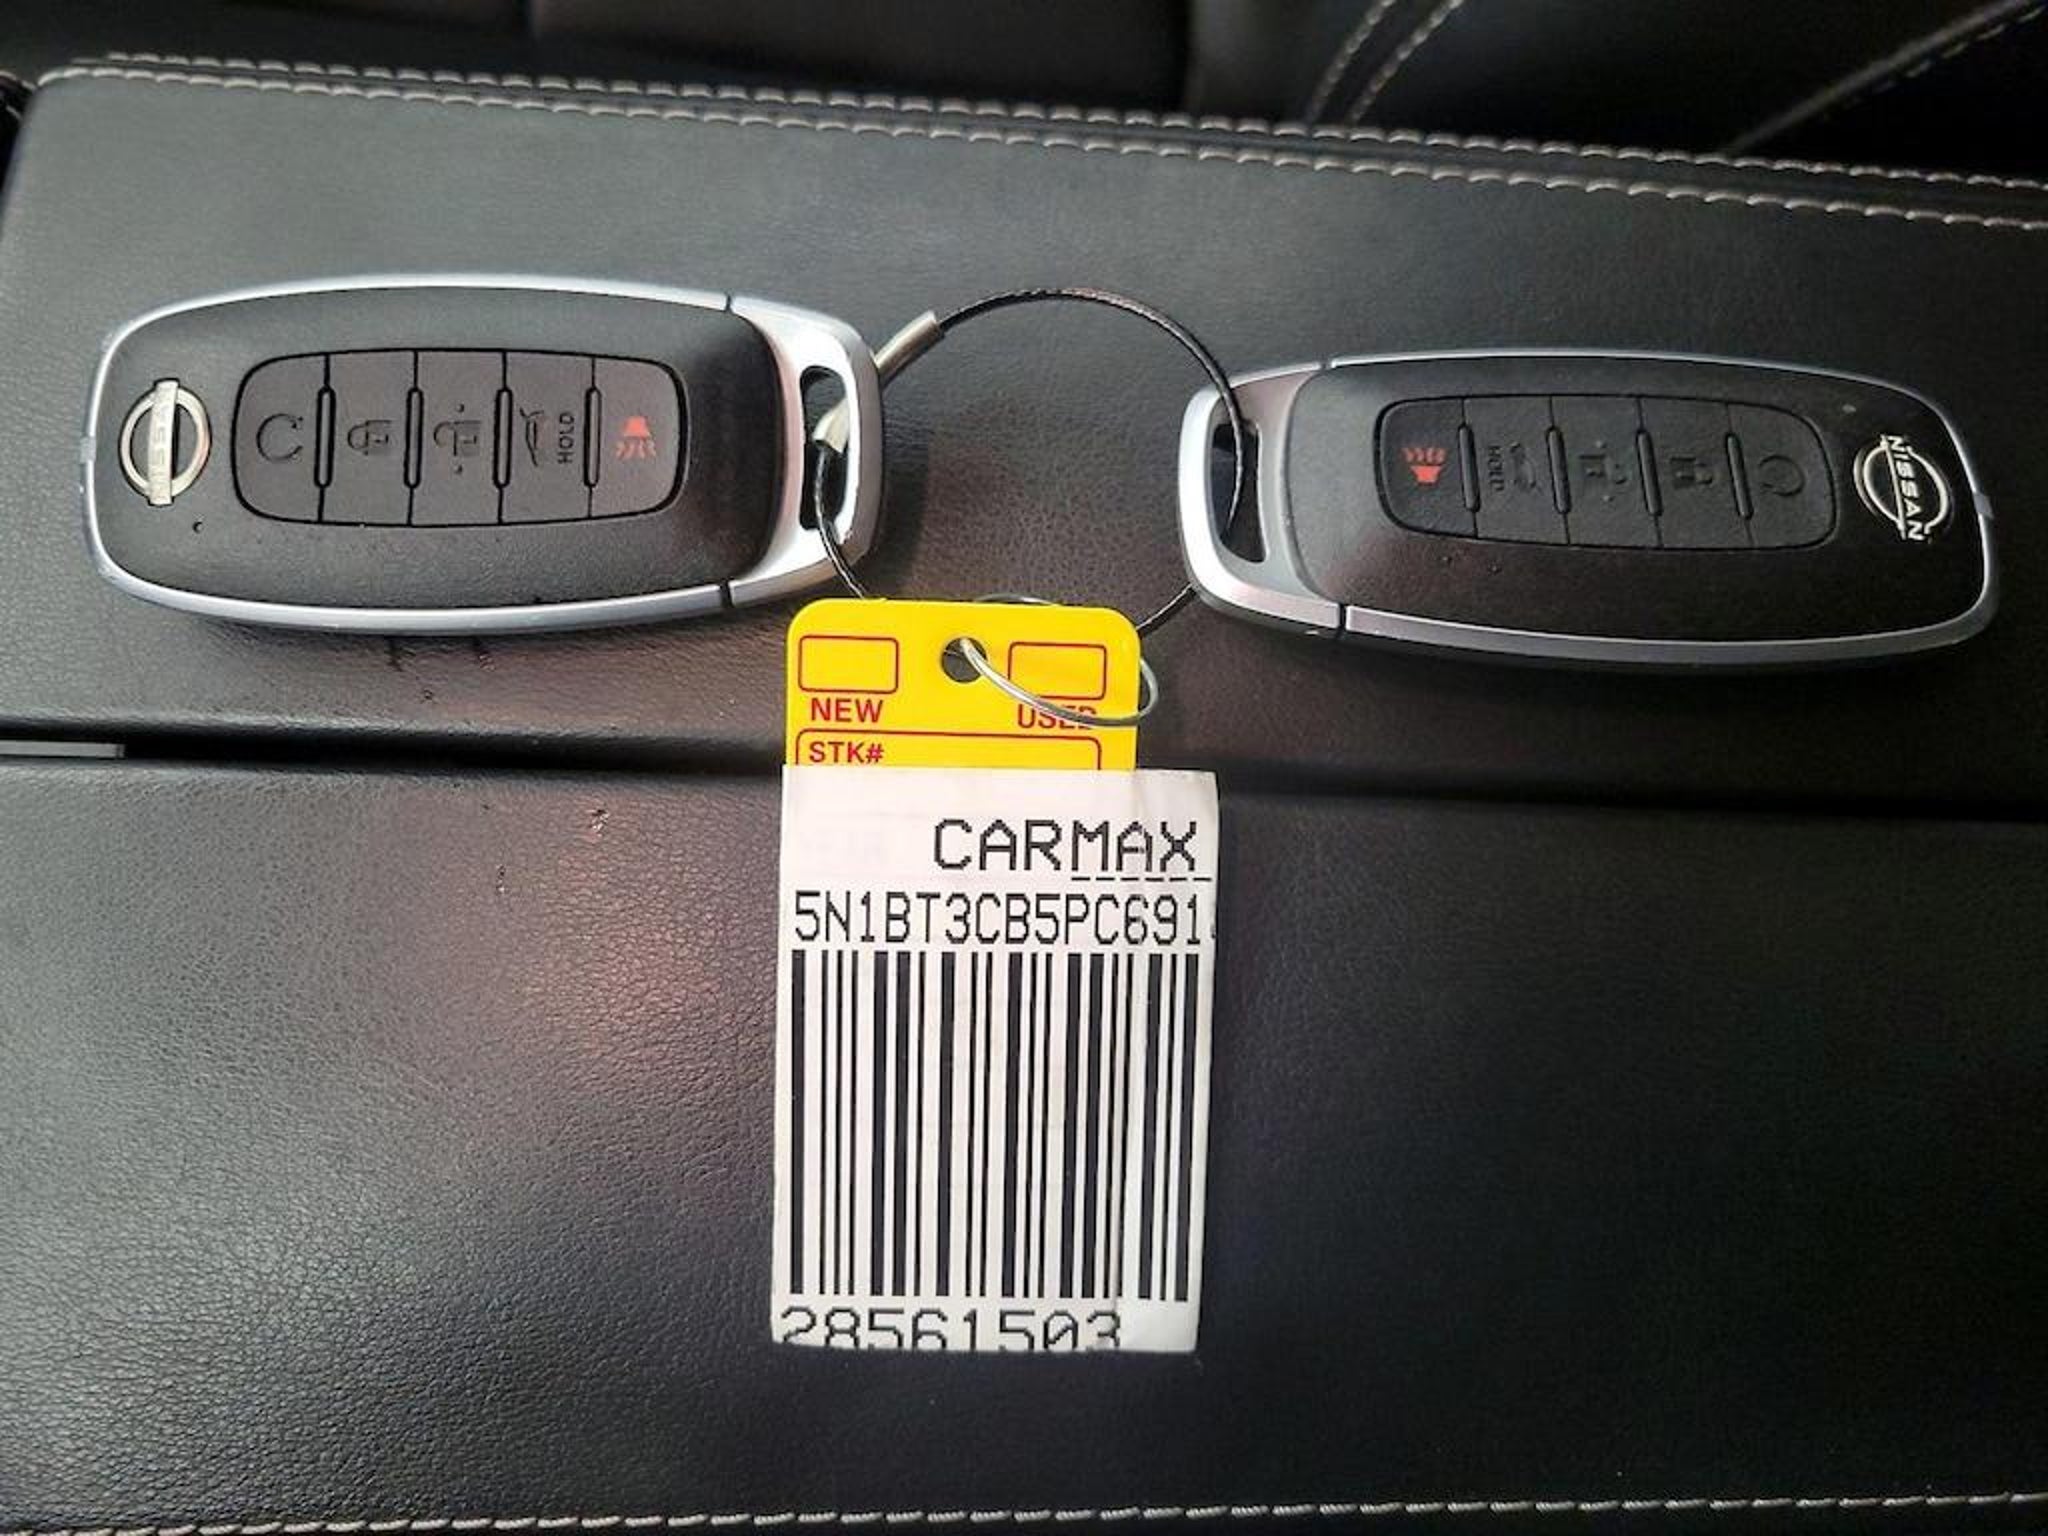 NISSAN
HOLD
HOLD
NISSAN
NEW
USED
STK#
CARMAX
5N1BT3CB5PC691
28561503